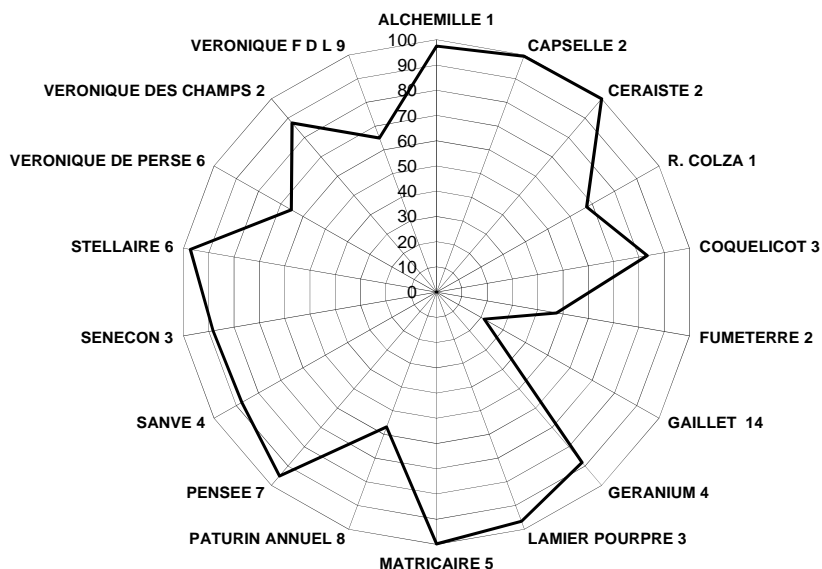 ALCHEMILLE 1
VERONIQUE F D L 9
CAPSELLE 2
VERONIQUE DES CHAMPS 2
CERAISTE 2
VERONIQUE DE PERSE 6
R. COLZA 1
STELLAIRE 6
COQUELICOT 3
SENECON 3
FUMETERRE 2
SANVE 4
GAILLET 14
PENSEE 7
GERANIUM 4
PATURIN ANNUEL 8
LAMIER POURPRE 3
MATRICAIRE 5
100
90
80
70
60
50
40
30
20
10
0